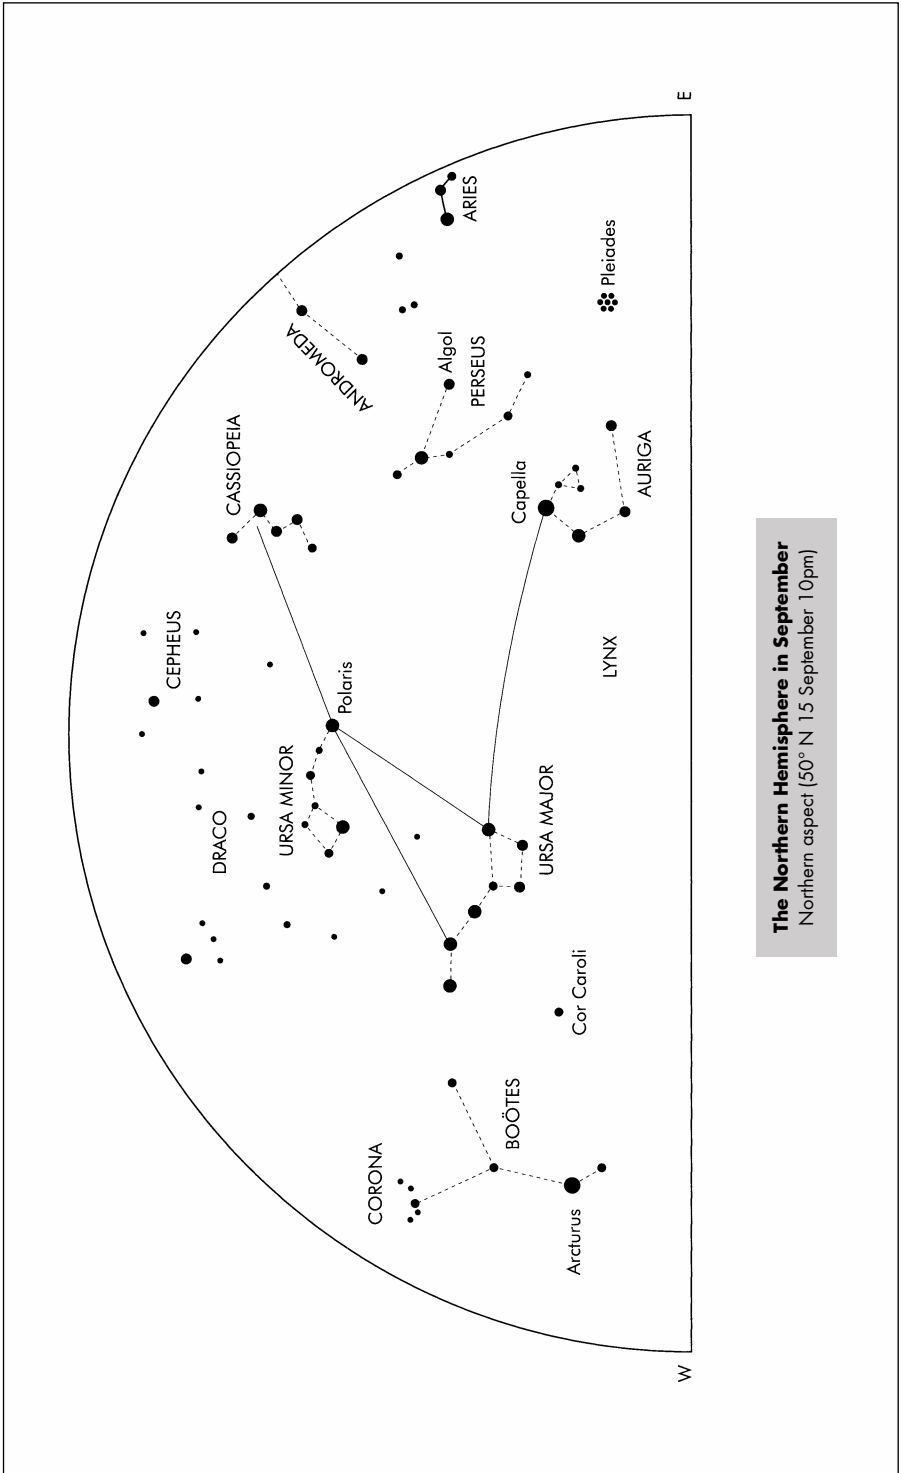 CEPHEUS
CASSIOPEIA
ANDROMEDA
DRACO
URSA MINOR
Polaris
Algol
PERSEUS
ARIES
CORONA
BOÖTES
Arcturus
Cor Caroli
URSA MAJOR
Capella
LYNX
AURIGA
Pleiades
W
E
The Northern Hemisphere in September
Northern aspect (50° N 15 September 10pm)